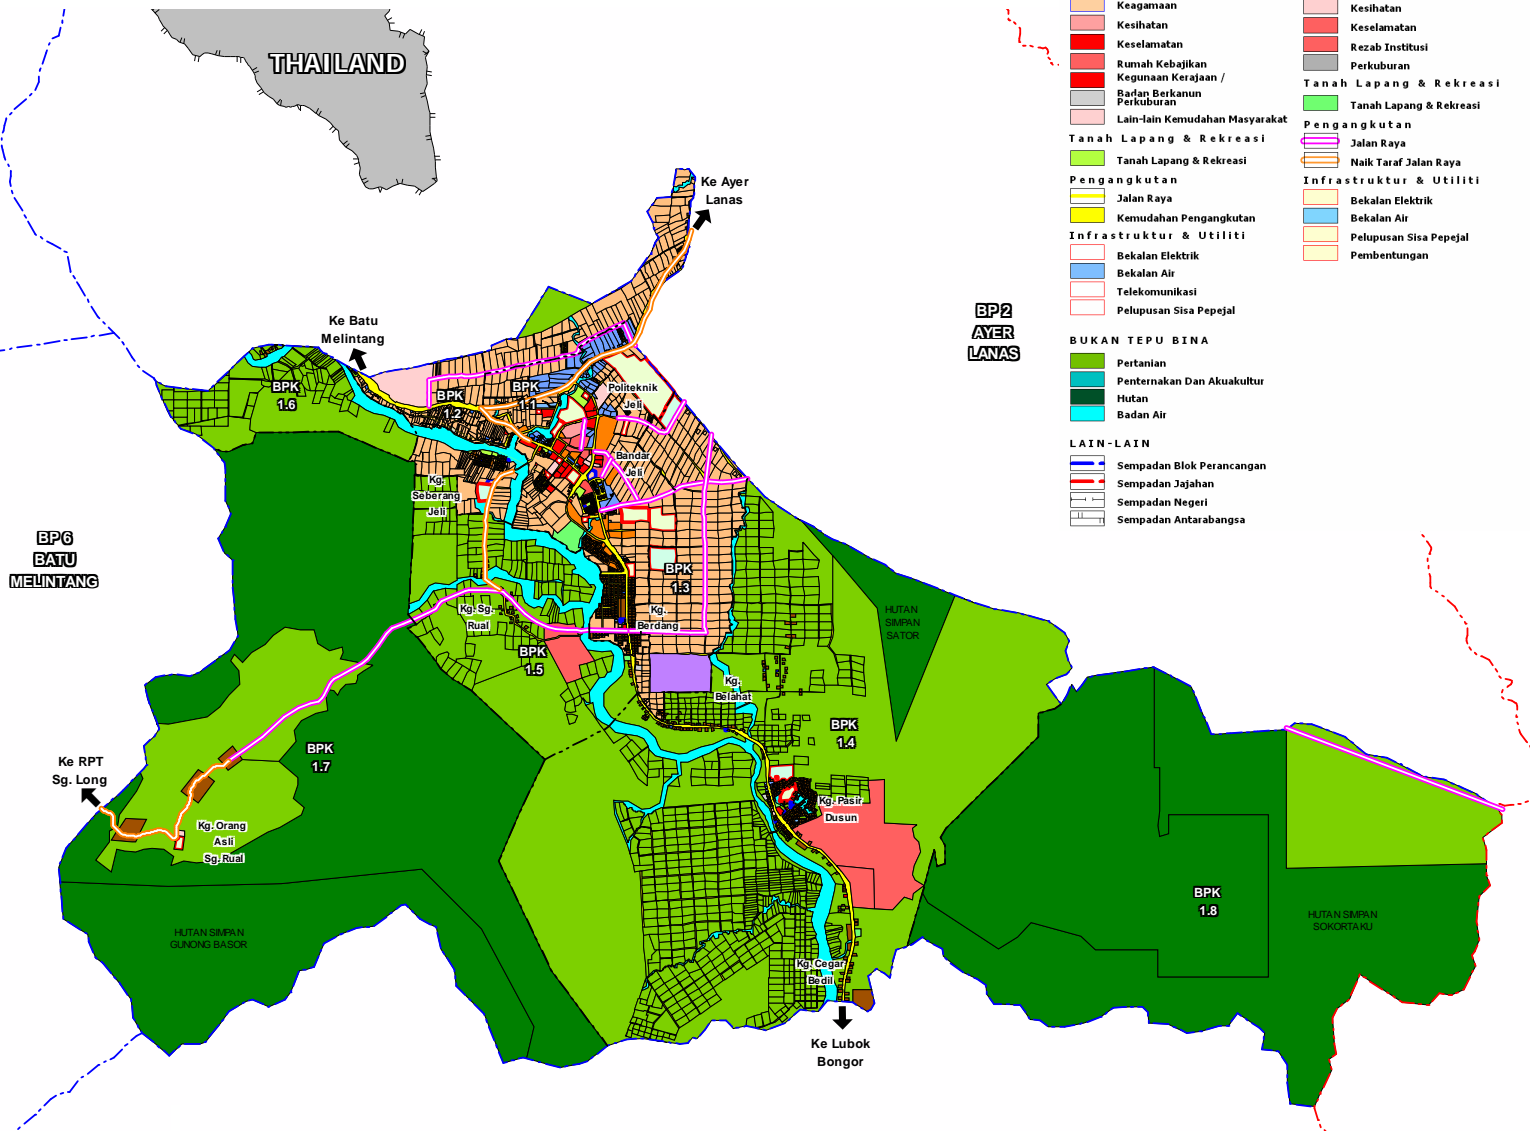 THAILAND
Ke Ayer
Lanas
Ke Batu
Melintang
BP 2
AYER
LANAS
BPK
1.6
BPK
1.2
BPK
1.1
Politeknik
Jeli
Bandar
Jeli
Kg.
Seberang
Jeli
BP 6
BATU
MELINTANG
BPK
1.3
Kg. Sg.
Rual
Kg.
Berdang
HUTAN
SIMPAN
SATOR
BPK
1.5
Kg.
Belahat
BPK
1.4
BPK
1.7
Ke RPT
Sg. Long
Kg. Orang
Asli
Sg. Rual
Kg. Pasir
Dusun
HUTAN SIMPAN
GUNONG BASOR
BPK
1.8
HUTAN SIMPAN
SOKORTAKU
Kg. Cegar
Bedil
Ke Lubok
Bongor
Keagamaan
Kesihatan
Keselamatan
Rumah Kebajikan
Kegunaan Kerajaan /
Badan Berkanun
Perkuburan
Lain-lain Kemudahan Masyarakat
Tanah Lapang & Rekreasi
Tanah Lapang & Rekreasi
Pengangkutan
Jalan Raya
Kemudahan Pengangkutan
Infrastruktur & Utiliti
Bekalan Elektrik
Bekalan Air
Telekomunikasi
Pelupusan Sisa Pepejal
BUKAN TEPU BINA
Pertanian
Penternakan Dan Akuakultur
Hutan
Badan Air
LAIN-LAIN
Sempadan Blok Perancangan
Sempadan Jajahan
Sempadan Negeri
Sempadan Antarabangsa
Kesihatan
Keselamatan
Rezab Institusi
Perkuburan
Tanah Lapang & Rekreasi
Tanah Lapang & Rekreasi
Pengangkutan
Jalan Raya
Naik Taraf Jalan Raya
Infrastruktur & Utiliti
Bekalan Elektrik
Bekalan Air
Pelupusan Sisa Pepejal
Pembentungan